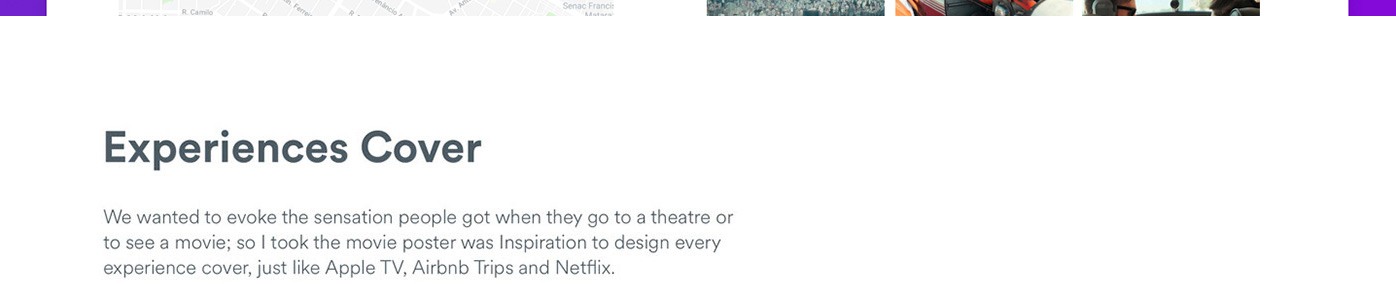 R. Camilo
Senac Franci
Experiences Cover
We wanted to evoke the sensation people got when they go to a theatre or
to see a movie; so I took the movie poster was Inspiration to design every
experience cover, just like Apple TV, Airbnb Trips and Netflix.